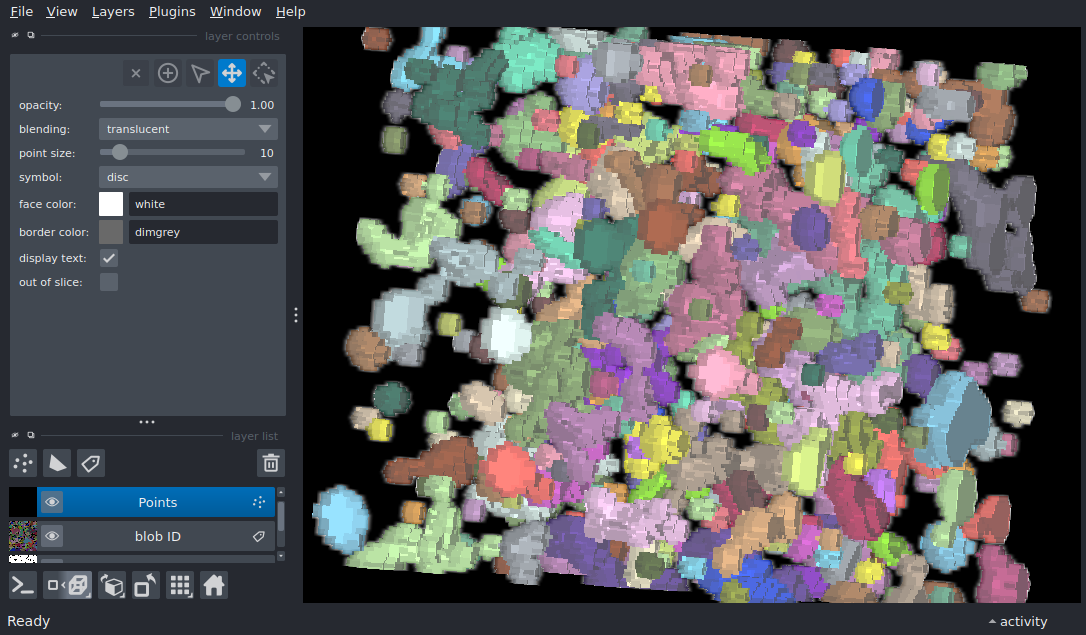 File View Layers Plugins Window Help
layer controls
opacity: 1.00
blending: translucent
point size: 10
symbol: disc
face color: white
border color: dimgrey
display text:
out of slice:
layer list
Points
blob ID
Ready
activity